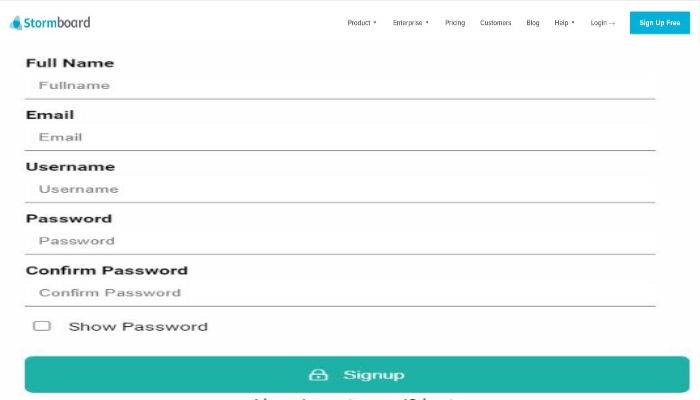 Stormboard Product Enterprise Pricing Customers Blog Help Login → Sign Up Free
Full Name
Fullname
Email
Email
Username
Username
Password
Password
Confirm Password
Confirm Password
Show Password
Signup